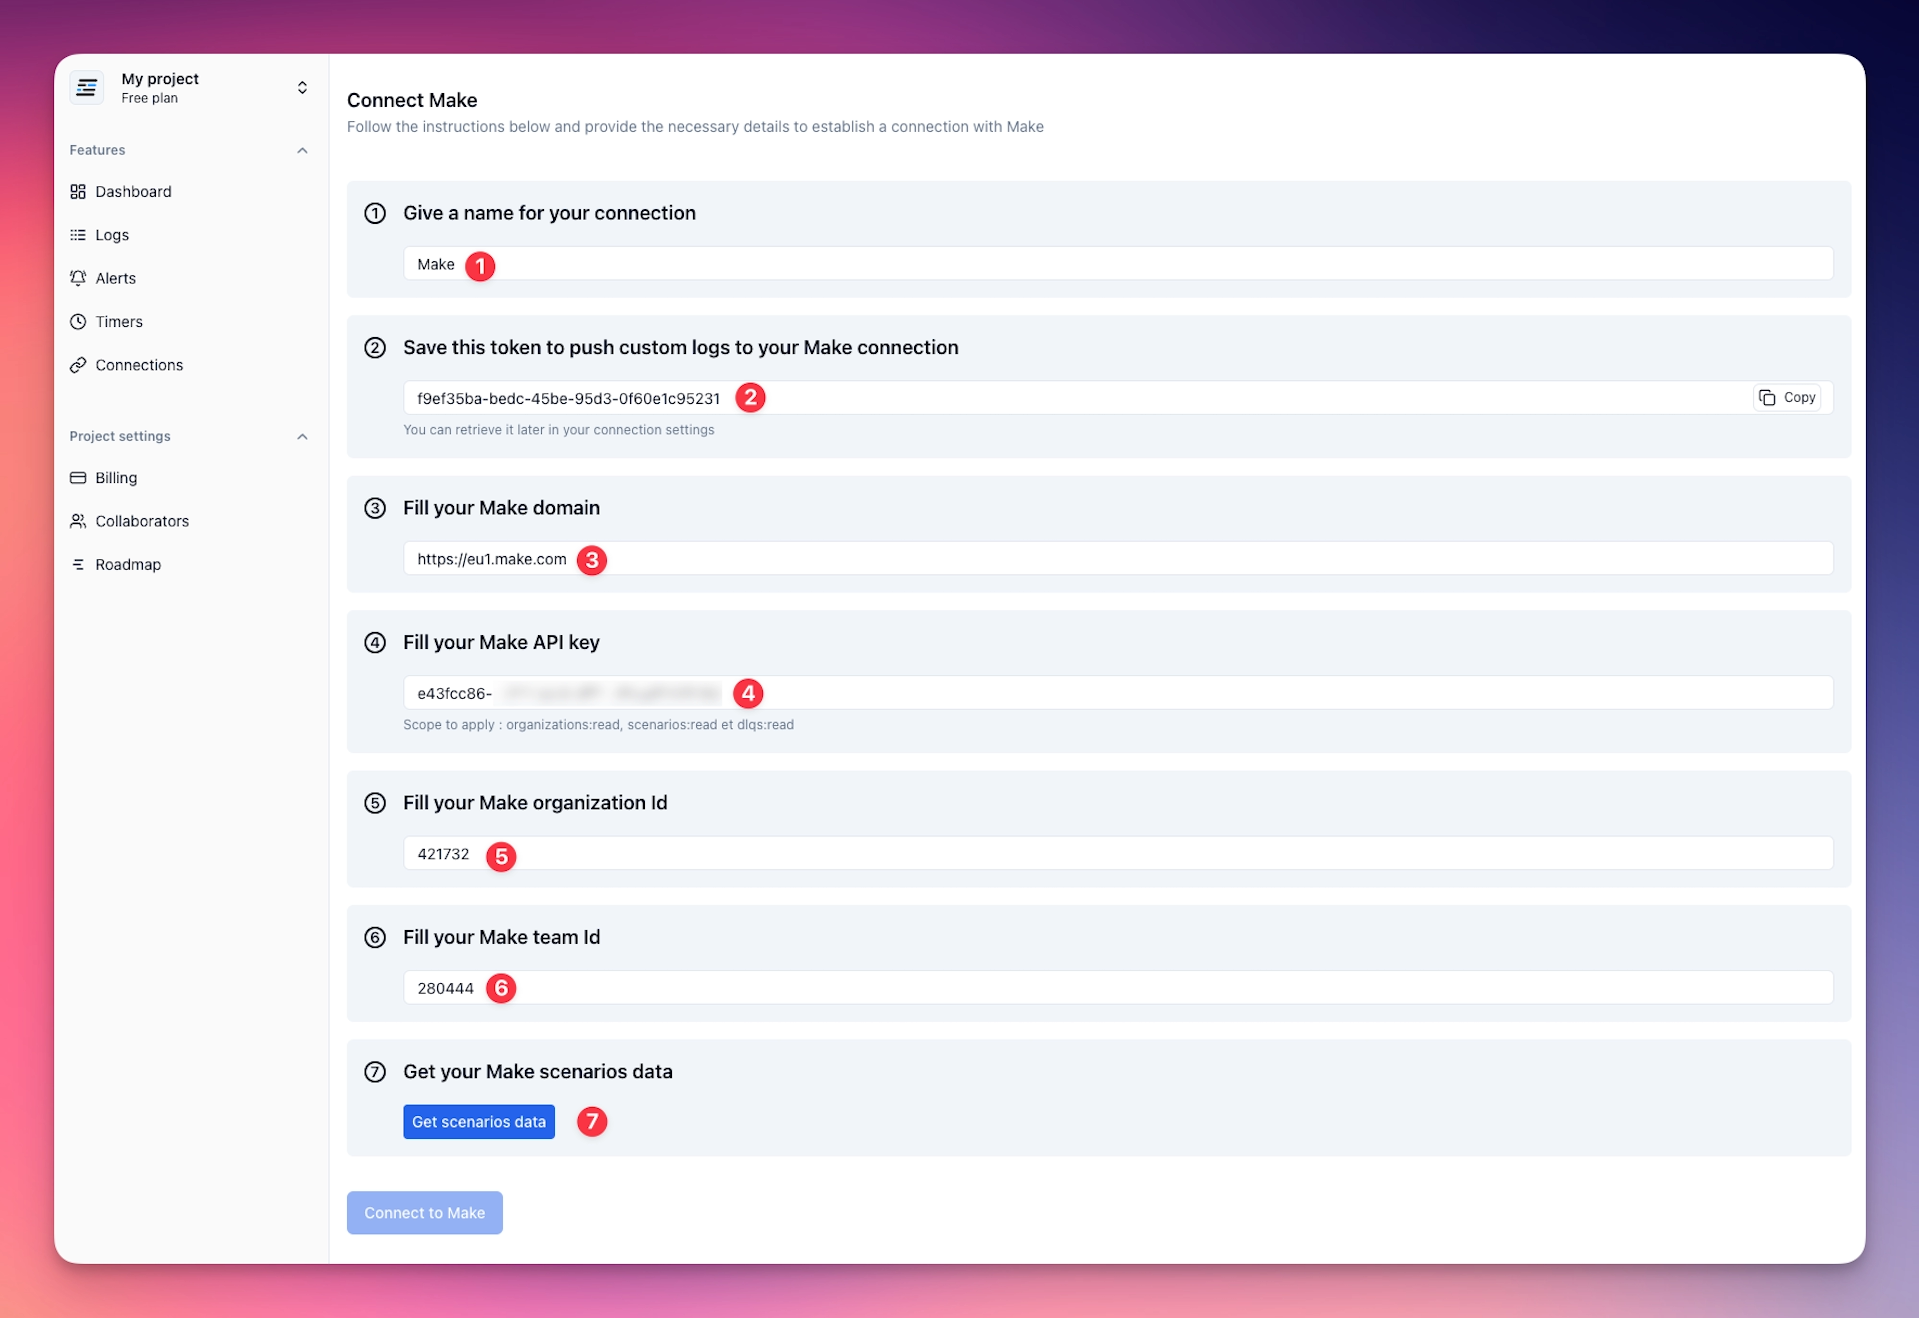 My project
Free plan
Features
Dashboard
Logs
Alerts
Timers
Connections
Project settings
Billing
Collaborators
Roadmap
Connect Make
Follow the instructions below and provide the necessary details to establish a connection with Make
1 Give a name for your connection
Make 1
2 Save this token to push custom logs to your Make connection
f9ef35ba-bedc-45be-95d3-0f60e1c95231 2 Copy
You can retrieve it later in your connection settings
3 Fill your Make domain
https://eu1.make.com 3
4 Fill your Make API key
e43fcc86- 4
Scope to apply : organizations:read, scenarios:read et dlqs:read
5 Fill your Make organization Id
421732 5
6 Fill your Make team Id
280444 6
7 Get your Make scenarios data
Get scenarios data 7
Connect to Make